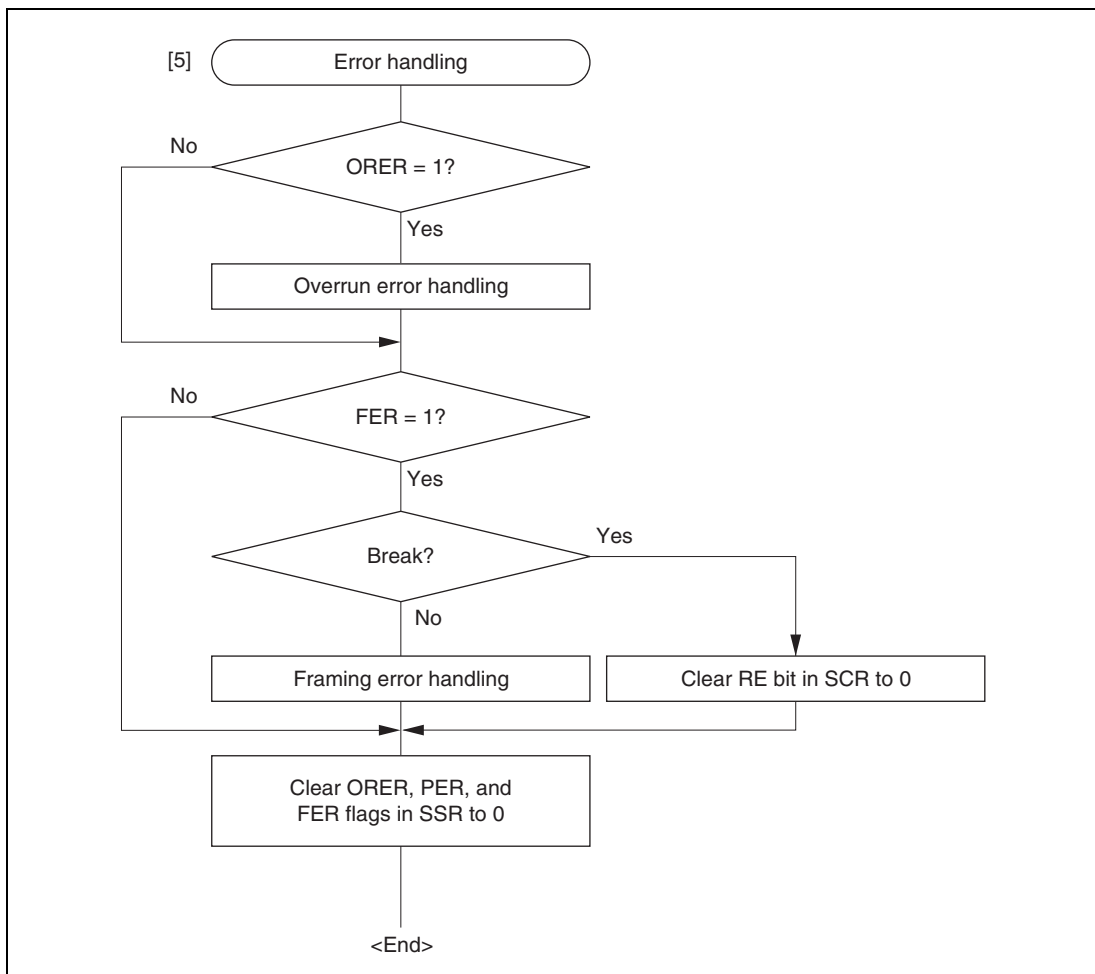 [5]
Error handling
No
ORER = 1?
Yes
Overrun error handling
No
FER = 1?
Yes
Break?
Yes
No
Framing error handling
Clear RE bit in SCR to 0
Clear ORER, PER, and
FER flags in SSR to 0
<End>